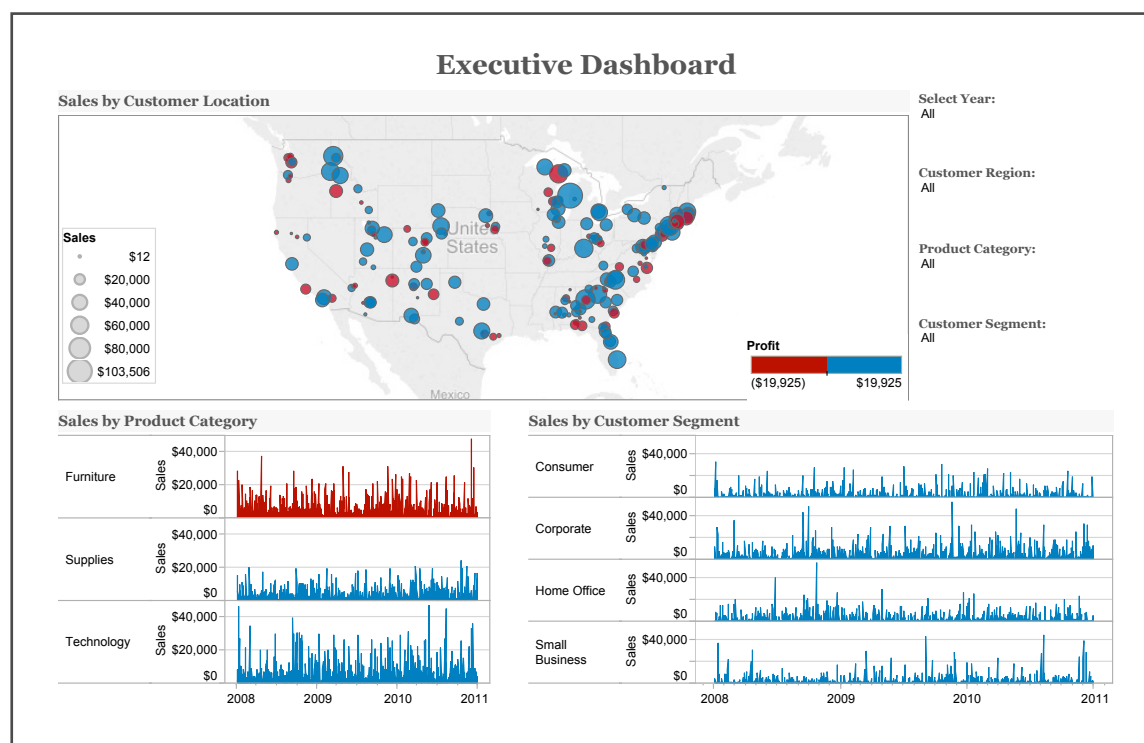 Executive Dashboard
Sales by Customer Location
Select Year:
All
Customer Region:
All
Product Category:
All
Customer Segment:
All
United
States
Mexico
Sales
$12
$20,000
$40,000
$60,000
$80,000
$103,506
Profit
($19,925) $19,925
Sales by Product Category
Furniture
Sales
$40,000
$20,000
$0
Supplies
Sales
$40,000
$20,000
$0
Technology
Sales
$40,000
$20,000
$0
2008 2009 2010 2011
Sales by Customer Segment
Consumer
Sales
$40,000
$0
Corporate
Sales
$40,000
$0
Home Office
Sales
$40,000
$0
Small
Business
Sales
$40,000
$0
2008 2009 2010 2011